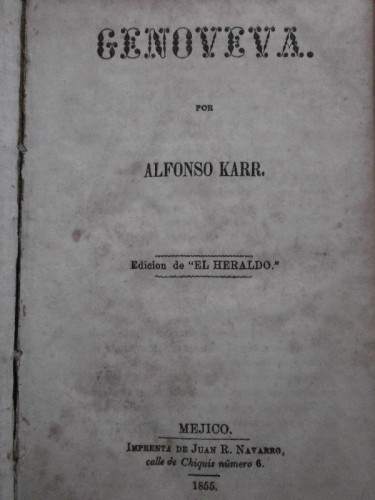 GENOVEVA.
POR
ALFONSO KARR.
Edicion de "EL HERALDO."
MEJICO.
IMPRENTA DE JUAN R. NAVARRO,
calle de Chiquis número 6.
1855.